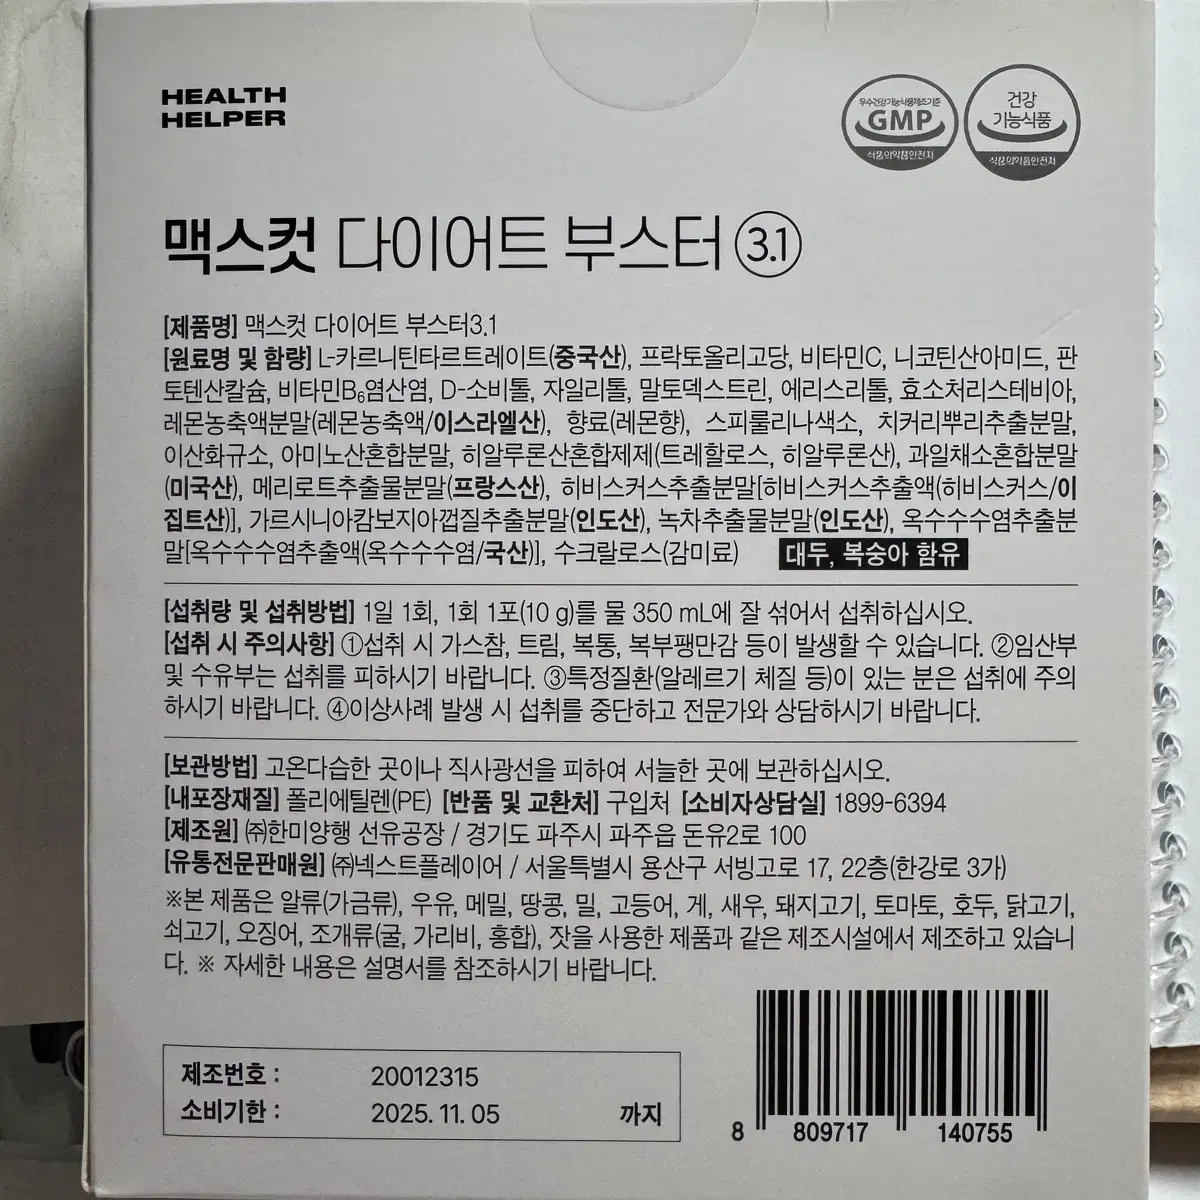 HEALTH
HELPER
우수건강기능식품제조기준
GMP
식품의약품안전처
건강
기능식품
식품의약품안전처
맥스컷 다이어트 부스터 3.1
[제품명] 맥스컷 다이어트 부스터3.1
[원료명 및 함량] L-카르니틴타르트레이트(중국산), 프락토올리고당, 비타민C, 니코틴산아미드, 판
토텐산칼슘, 비타민B₆염산염, D-소비톨, 자일리톨, 말토덱스트린, 에리스리톨, 효소처리스테비아,
레몬농축액분말(레몬농축액/이스라엘산), 향료(레몬향), 스피룰리나색소, 치커리뿌리추출분말,
이산화규소, 아미노산혼합분말, 히알루론산혼합제제(트레할로스, 히알루론산), 과일채소혼합분말
(미국산), 메리로트추출물분말(프랑스산), 히비스커스추출분말[히비스커스추출액(히비스커스/이
집트산)], 가르시니아캄보지아껍질추출분말(인도산), 녹차추출물분말(인도산), 옥수수수염추출분
말[옥수수수염추출액(옥수수수염/국산)], 수크랄로스(감미료) 대두, 복숭아 함유
[섭취량 및 섭취방법] 1일 1회, 1회 1포(10 g)를 물 350 mL에 잘 섞어서 섭취하십시오.
[섭취 시 주의사항] ①섭취 시 가스참, 트림, 복통, 복부팽만감 등이 발생할 수 있습니다. ②임산부
및 수유부는 섭취를 피하시기 바랍니다. ③특정질환(알레르기 체질 등)이 있는 분은 섭취에 주의
하시기 바랍니다. ④이상사례 발생 시 섭취를 중단하고 전문가와 상담하시기 바랍니다.
[보관방법] 고온다습한 곳이나 직사광선을 피하여 서늘한 곳에 보관하십시오.
[내포장재질] 폴리에틸렌(PE) [반품 및 교환처] 구입처 [소비자상담실] 1899-6394
[제조원] ㈜한미양행 선유공장 / 경기도 파주시 파주읍 돈유2로 100
[유통전문판매원] ㈜넥스트플레이어 / 서울특별시 용산구 서빙고로 17, 22층(한강로 3가)
※본 제품은 알류(가금류), 우유, 메밀, 땅콩, 밀, 고등어, 게, 새우, 돼지고기, 토마토, 호두, 닭고기,
쇠고기, 오징어, 조개류(굴, 가리비, 홍합), 잣을 사용한 제품과 같은 제조시설에서 제조하고 있습니
다. ※ 자세한 내용은 설명서를 참조하시기 바랍니다.
제조번호 : 20012315
소비기한 : 2025. 11. 05 까지
8 809717 140755